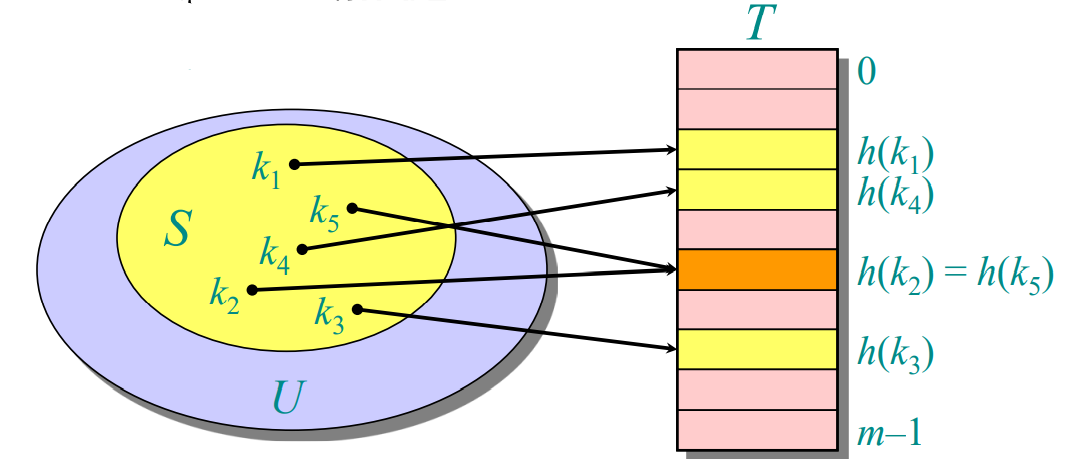 T
0
k₁
h(k₁)
h(k₄)
k₅
S
k₄
h(k₂) = h(k₅)
k₂
k₃
h(k₃)
U
m–1